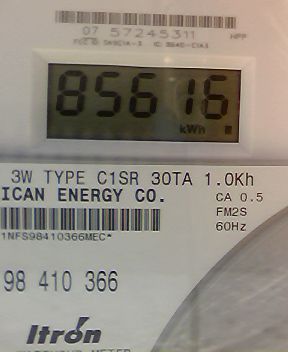 07 57245311 HPP
85616
kWh
3W TYPE C1SR 30TA 1.0Kh
ICAN ENERGY CO. CA 0.5
FM2S
1NFS98410366MEC* 60Hz
98 410 366
Itron